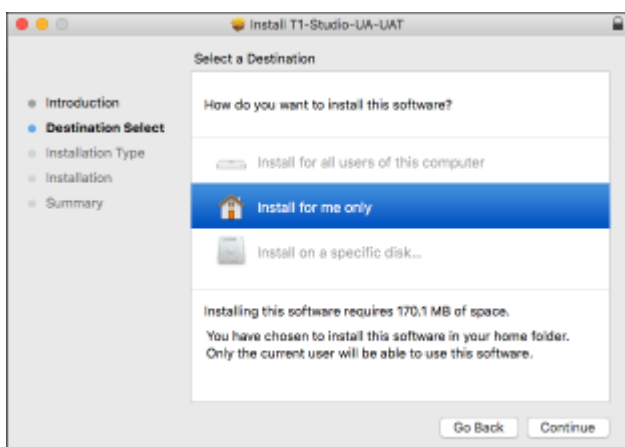 Install T1-Studio-UA-UAT
Select a Destination
Introduction
Destination Select
Installation Type
Installation
Summary
How do you want to install this software?
Install for all users of this computer
Install for me only
Install on a specific disk...
Installing this software requires 170.1 MB of space.
You have chosen to install this software in your home folder.
Only the current user will be able to use this software.
Go Back
Continue